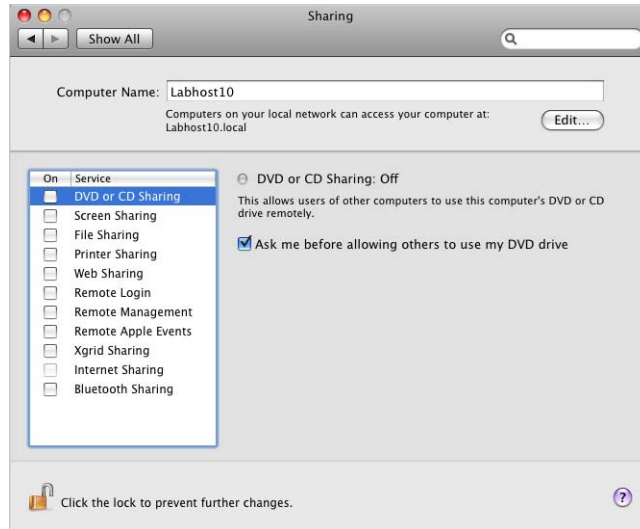 Sharing
Show All
Computer Name: Labhost10
Computers on your local network can access your computer at:
Labhost10.local
Edit...
On Service
DVD or CD Sharing
Screen Sharing
File Sharing
Printer Sharing
Web Sharing
Remote Login
Remote Management
Remote Apple Events
Xgrid Sharing
Internet Sharing
Bluetooth Sharing
DVD or CD Sharing: Off
This allows users of other computers to use this computer's DVD or CD
drive remotely.
Ask me before allowing others to use my DVD drive
Click the lock to prevent further changes.
?